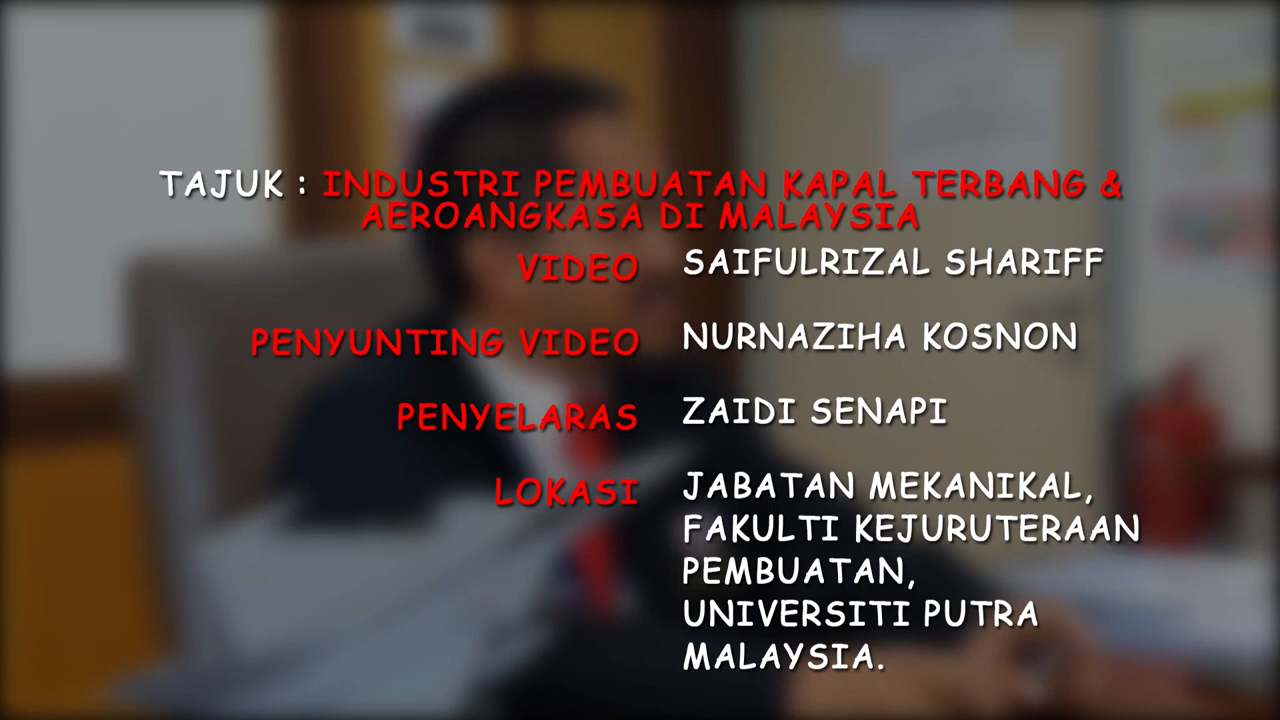 TAJUK : INDUSTRI PEMBUATAN KAPAL TERBANG &
AEROANGKASA DI MALAYSIA
VIDEO SAIFULRIZAL SHARIFF
PENYUNTING VIDEO NURNAZIHA KOSNON
PENYELARAS ZAIDI SENAPI
LOKASI JABATAN MEKANIKAL,
FAKULTI KEJURUTERAAN
PEMBUATAN,
UNIVERSITI PUTRA
MALAYSIA.